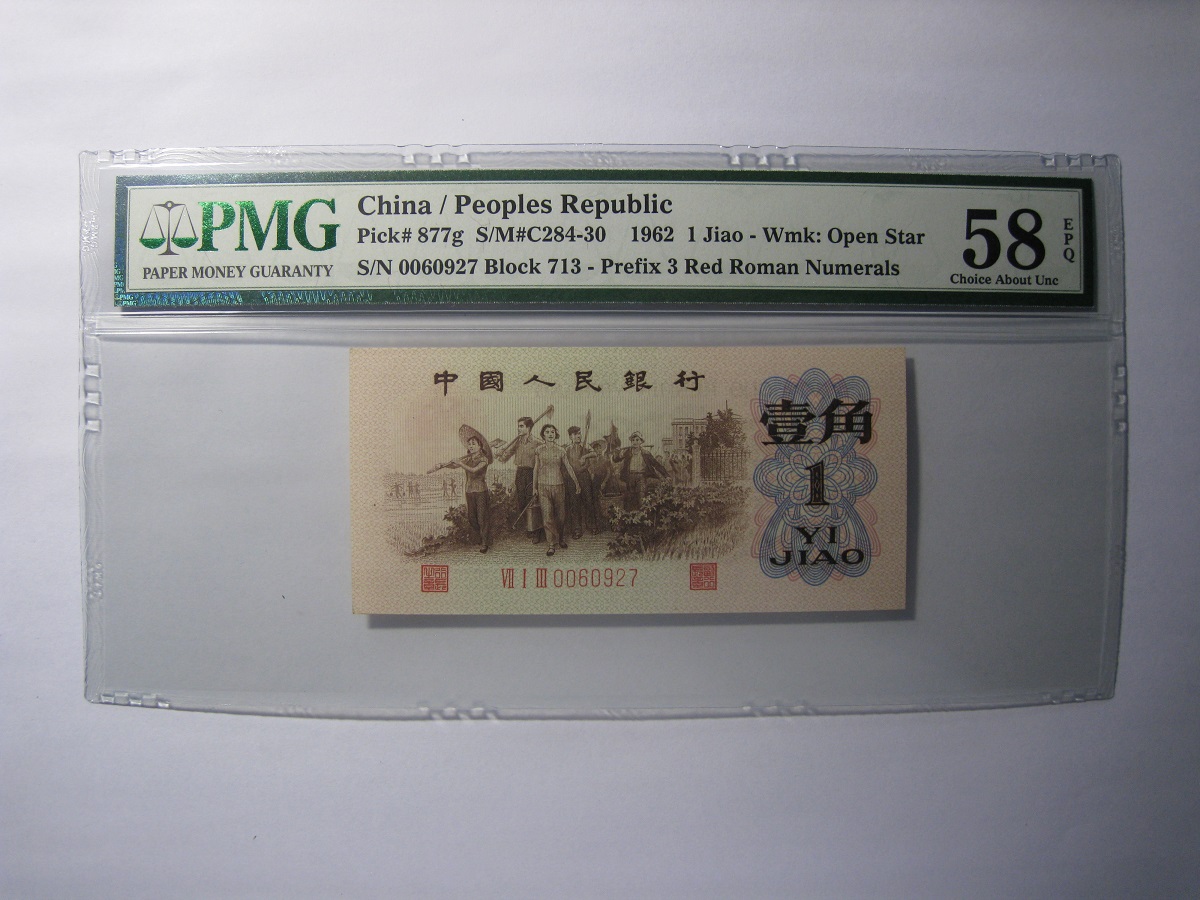 PMG
PAPER MONEY GUARANTY
China / Peoples Republic
Pick# 877g S/M#C284-30 1962 1 Jiao - Wmk: Open Star
S/N 0060927 Block 713 - Prefix 3 Red Roman Numerals
58
EPQ
Choice About Unc
中國人民銀行
壹角
1
YI
JIAO
Ⅶ Ⅰ Ⅲ 0060927